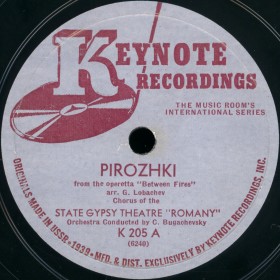 KEYNOTE
RECORDINGS
THE MUSIC ROOM'S
INTERNATIONAL SERIES
PIROZHKI
from the operetta "Between Fires"
arr. G. Lobachev
Chorus of the
STATE GYPSY THEATRE "ROMANY"
Orchestra Conducted by C. Bugachevsky
K 205 A
(6240)
ORIGINALS MADE IN USSR•1939•MFD. & DIST. EXCLUSIVELY BY KEYNOTE RECORDINGS, INC.